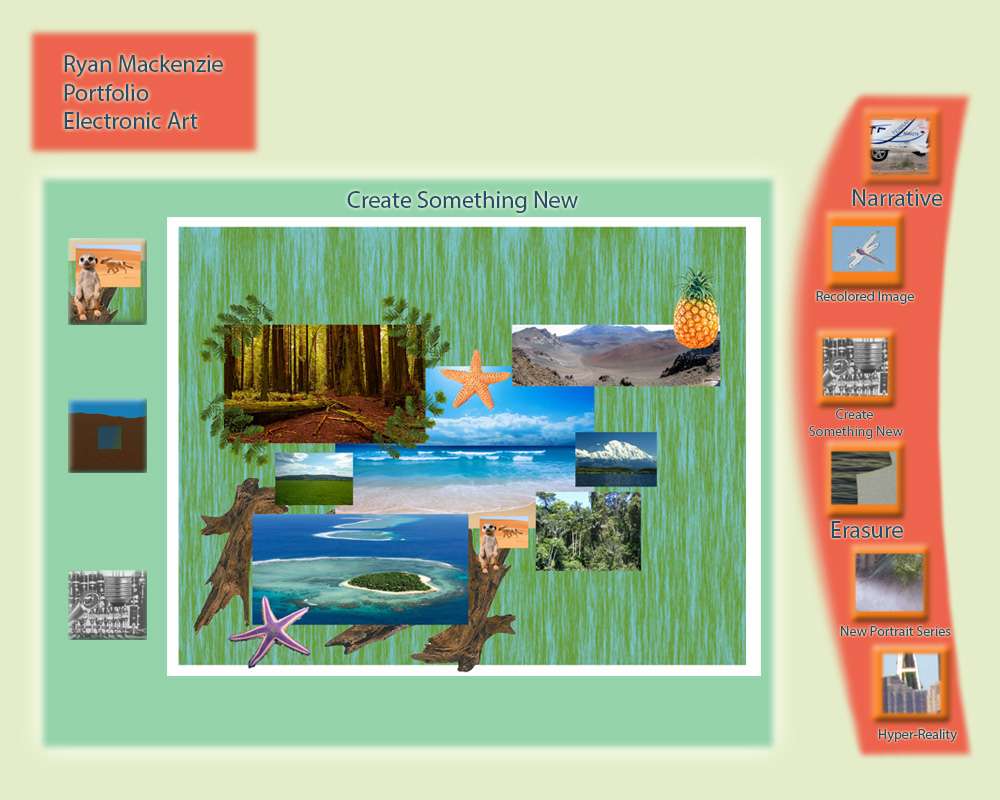 Ryan Mackenzie
Portfolio
Electronic Art
Create Something New
Narrative
Recolored Image
Create
Something New
Erasure
New Portrait Series
Hyper-Reality